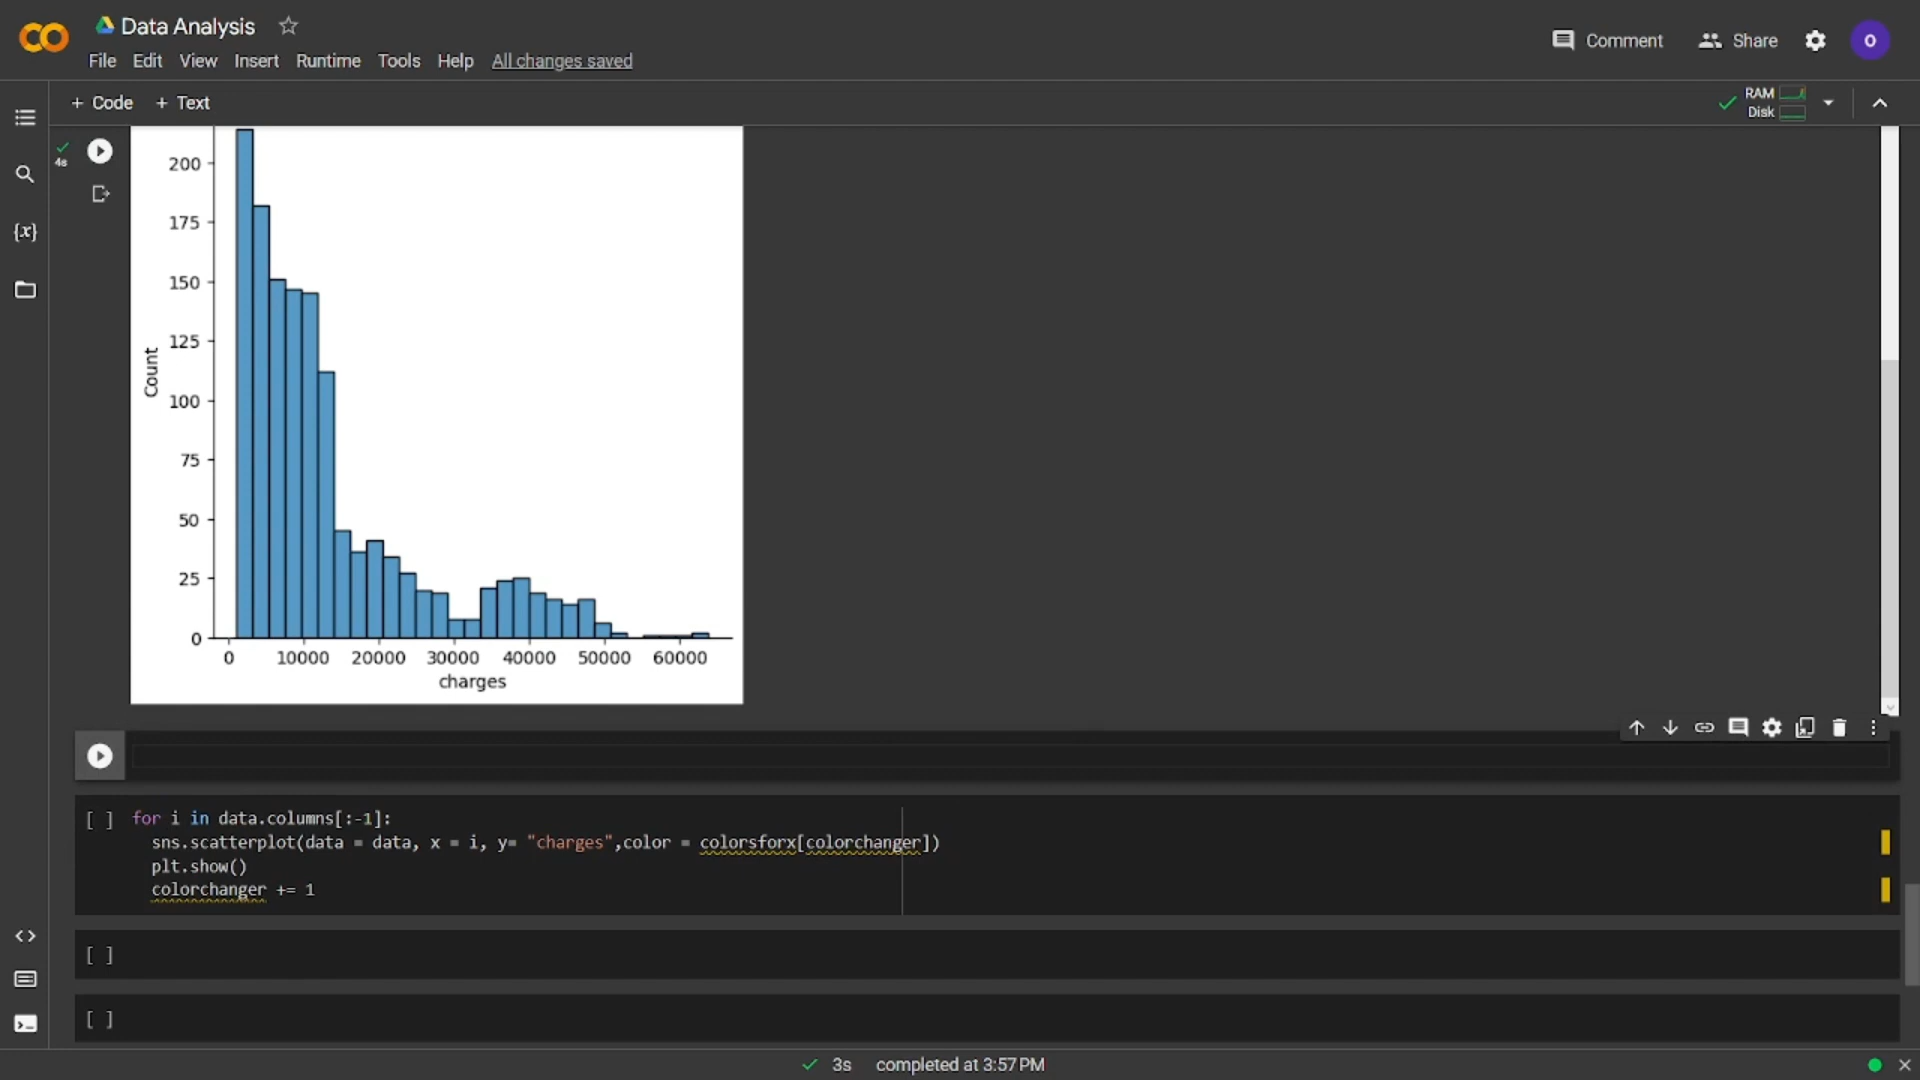 Data Analysis
Comment
Share
o
File Edit View Insert Runtime Tools Help All changes saved
+ Code + Text
RAM
Disk
4s
{x}
200
175
150
125
100
75
50
25
0
Count
0 10000 20000 30000 40000 50000 60000
charges
[ ] for i in data.columns[:-1]:
sns.scatterplot(data = data, x = i, y= "charges",color = colorsforx[colorchanger])
plt.show()
colorchanger += 1
[ ]
[ ]
3s completed at 3:57 PM